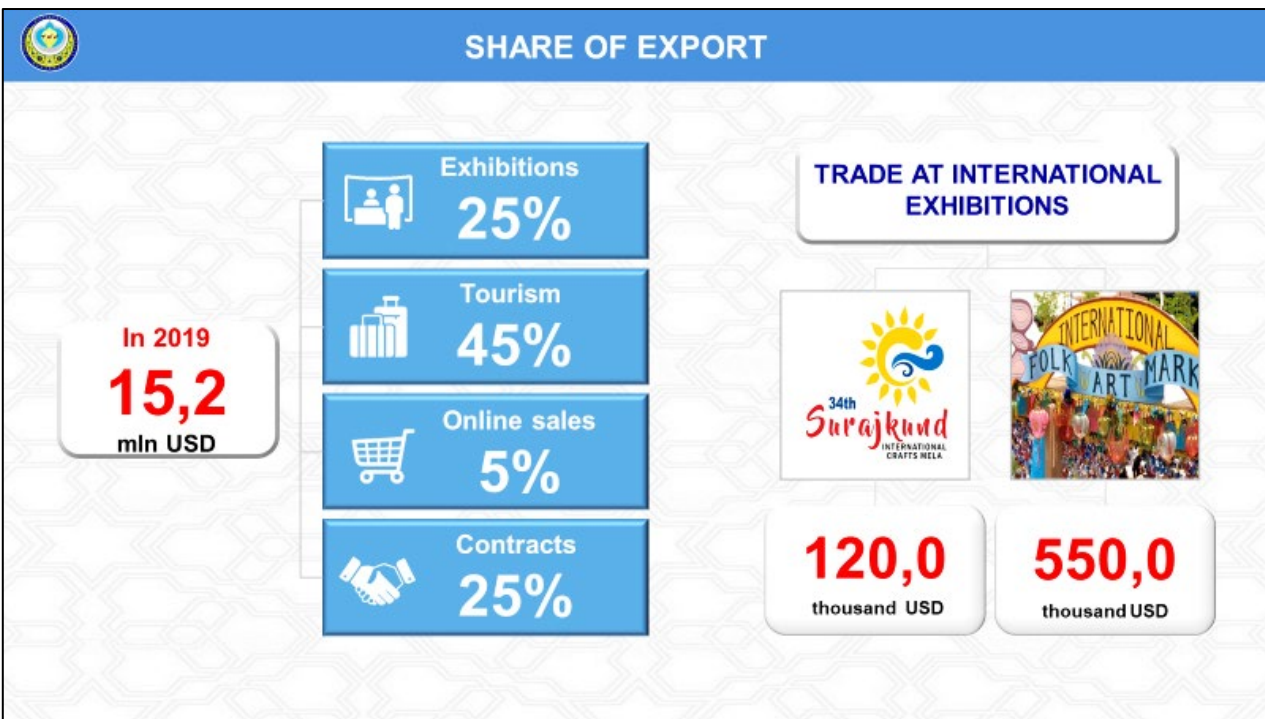 SHARE OF EXPORT
In 2019
15,2
mln USD
Exhibitions
25%
Tourism
45%
Online sales
5%
Contracts
25%
TRADE AT INTERNATIONAL
EXHIBITIONS
34th
Surajkund
INTERNATIONAL
CRAFTS MELA
120,0
thousand USD
INTERNATIONAL
FOLK ART MARK
550,0
thousand USD